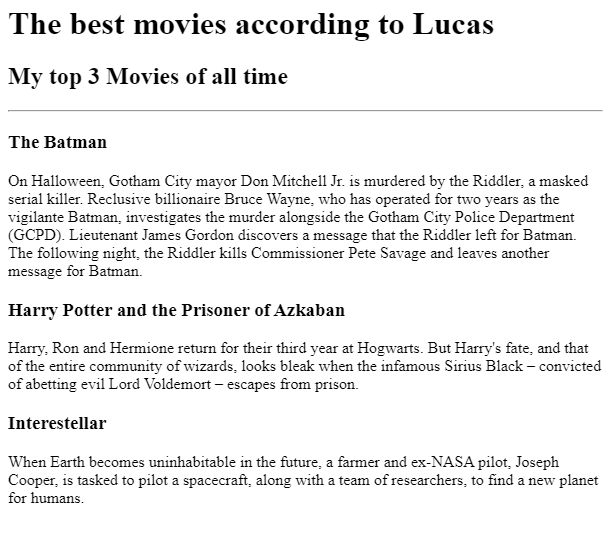 The best movies according to Lucas
My top 3 Movies of all time
The Batman
On Halloween, Gotham City mayor Don Mitchell Jr. is murdered by the Riddler, a masked
serial killer. Reclusive billionaire Bruce Wayne, who has operated for two years as the
vigilante Batman, investigates the murder alongside the Gotham City Police Department
(GCPD). Lieutenant James Gordon discovers a message that the Riddler left for Batman.
The following night, the Riddler kills Commissioner Pete Savage and leaves another
message for Batman.
Harry Potter and the Prisoner of Azkaban
Harry, Ron and Hermione return for their third year at Hogwarts. But Harry's fate, and that
of the entire community of wizards, looks bleak when the infamous Sirius Black – convicted
of abetting evil Lord Voldemort – escapes from prison.
Interestellar
When Earth becomes uninhabitable in the future, a farmer and ex-NASA pilot, Joseph
Cooper, is tasked to pilot a spacecraft, along with a team of researchers, to find a new planet
for humans.